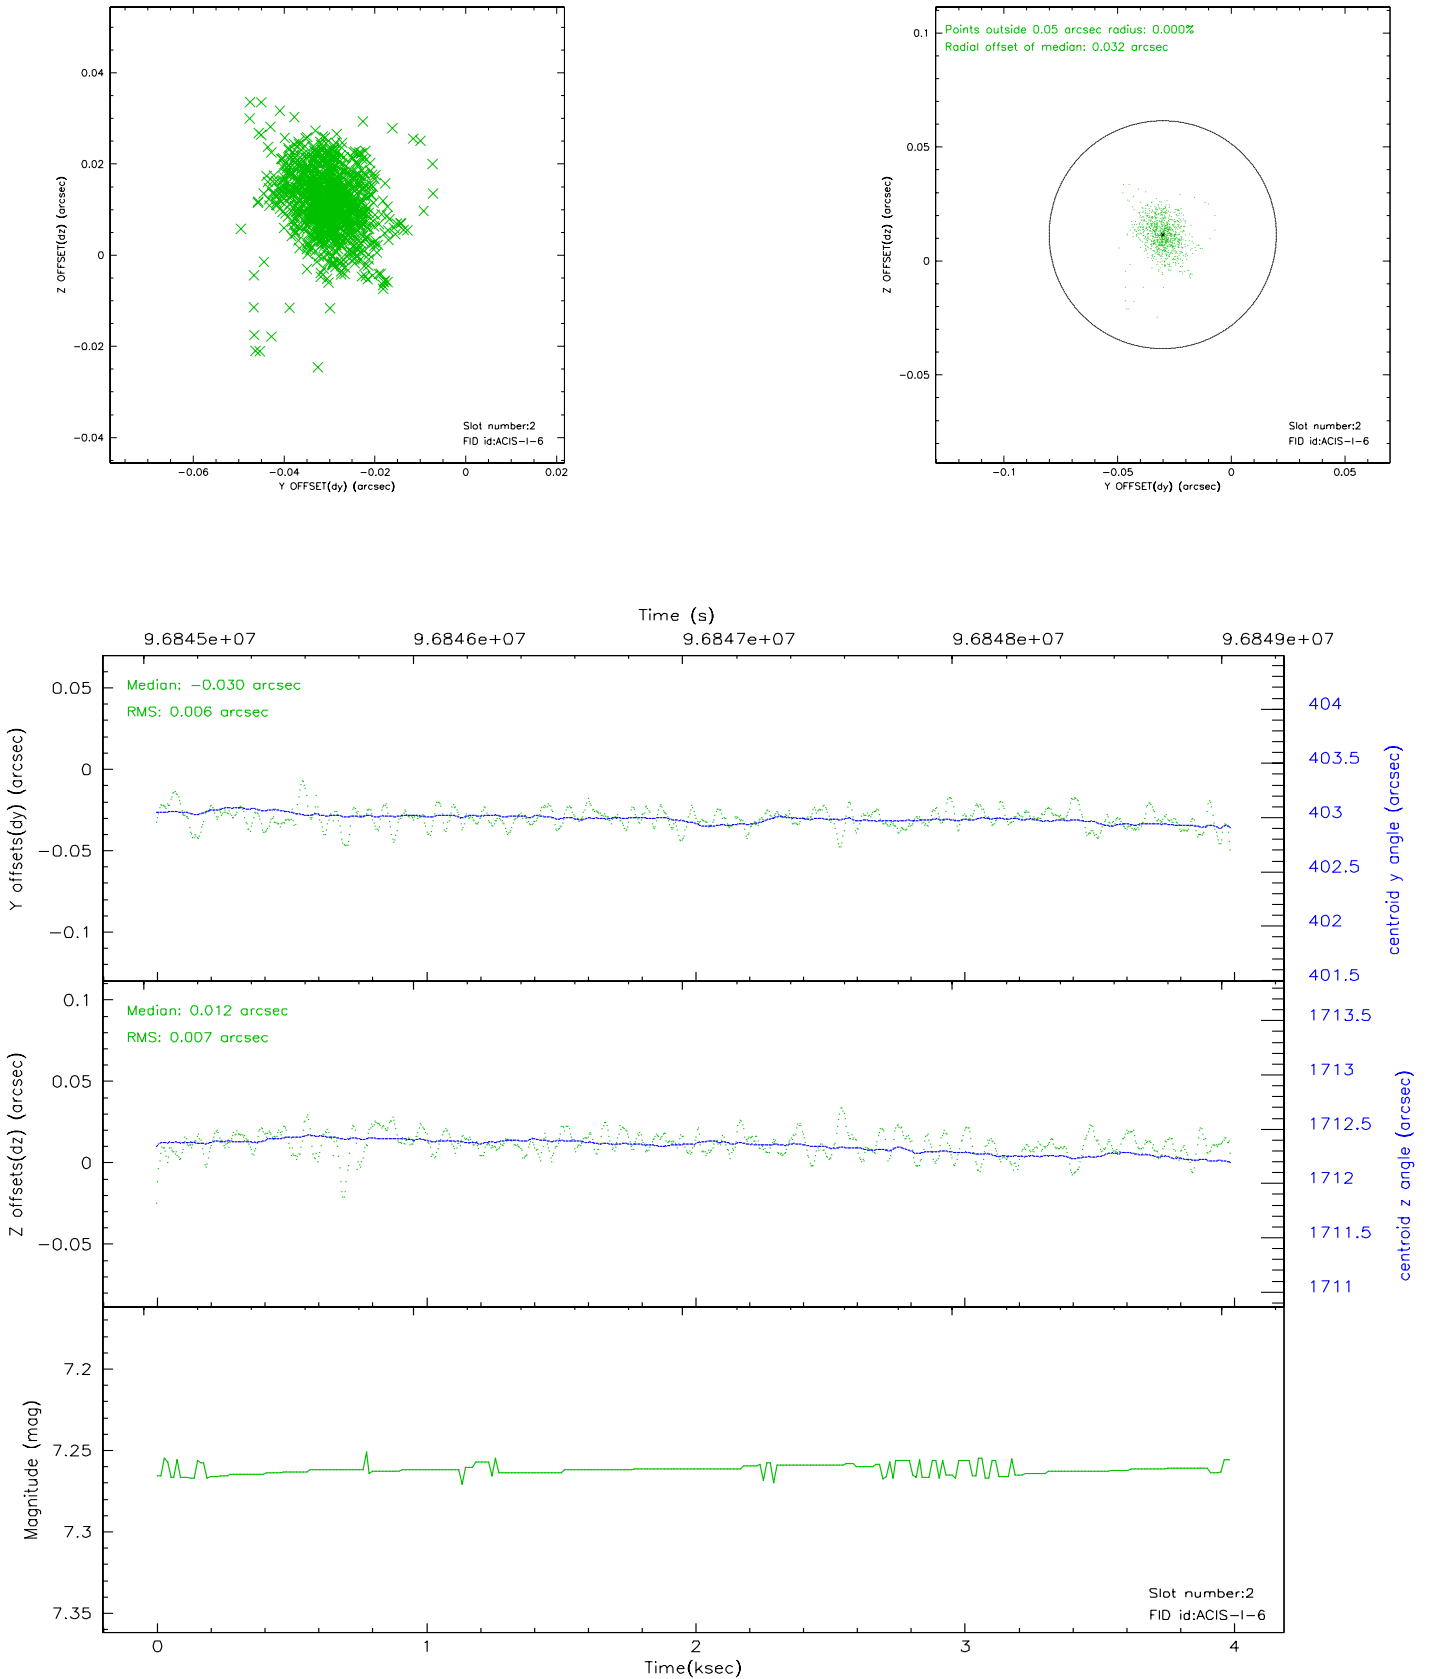 0.04
0.02
0
−0.02
−0.04
Z OFFSET(dz) (arcsec)
Slot number:2
FID id:ACIS−I−6
−0.06
−0.04
−0.02
0
0.02
Y OFFSET(dy) (arcsec)
Points outside 0.05 arcsec radius: 0.000%
Radial offset of median: 0.032 arcsec
0.1
0.05
0
−0.05
Z OFFSET(dz) (arcsec)
Slot number:2
FID id:ACIS−I−6
−0.1
−0.05
0
0.05
Y OFFSET(dy) (arcsec)
Time (s)
9.6845e+07
9.6846e+07
9.6847e+07
9.6848e+07
9.6849e+07
Median: −0.030 arcsec
RMS: 0.006 arcsec
0.05
0
−0.05
−0.1
Y offsets(dy) (arcsec)
404
403.5
403
402.5
402
401.5
centroid y angle (arcsec)
Median: 0.012 arcsec
RMS: 0.007 arcsec
0.1
0.05
0
−0.05
Z offsets(dz) (arcsec)
1713.5
1713
1712.5
1712
1711.5
1711
centroid z angle (arcsec)
7.2
7.25
7.3
7.35
Magnitude (mag)
Slot number:2
FID id:ACIS−I−6
0
1
2
3
4
Time(ksec)